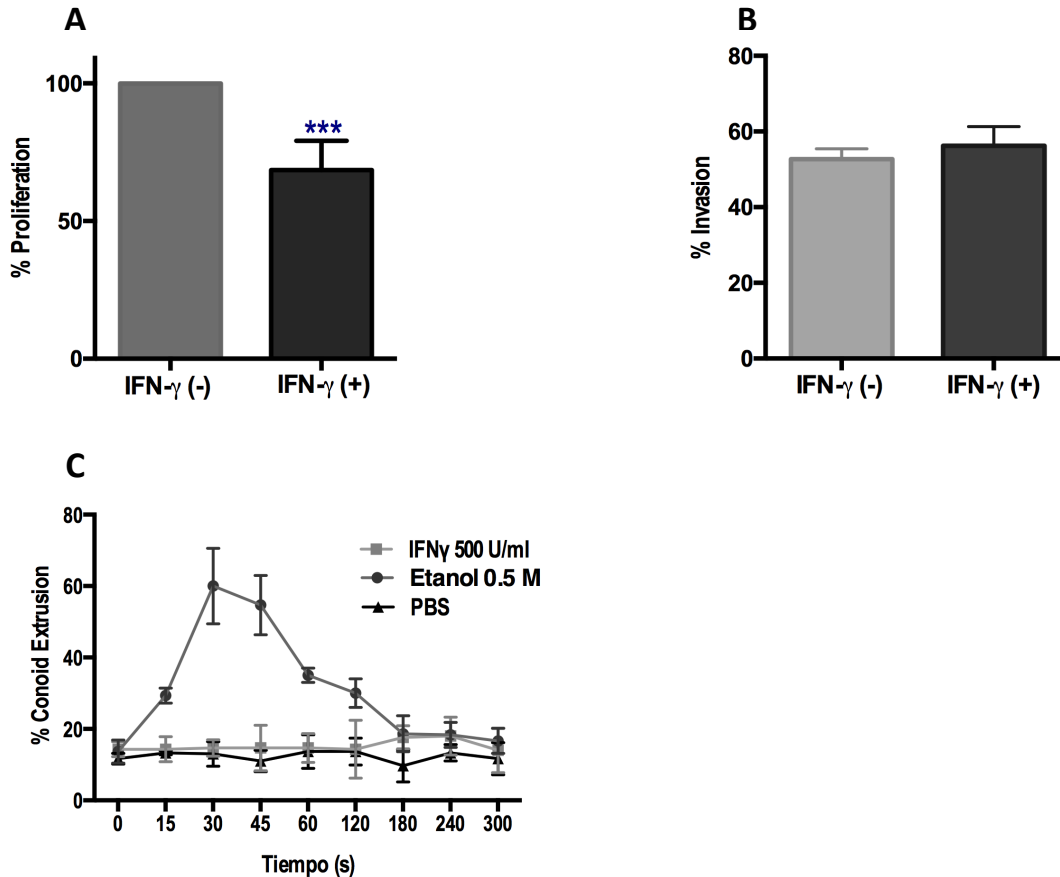 A
% Proliferation
100
***
50
0
IFN-γ (-)
IFN-γ (+)
B
% Invasion
80
60
40
20
0
IFN-γ (-)
IFN-γ (+)
C
% Conoid Extrusion
80
60
40
20
0
IFNγ 500 U/ml
Etanol 0.5 M
PBS
0 15 30 45 60 120 180 240 300
Tiempo (s)